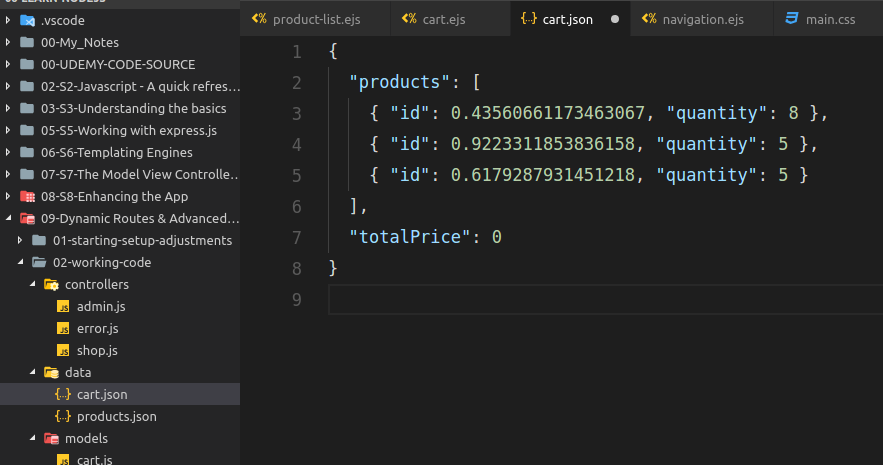 product-list.ejs
cart.ejs
cart.json
navigation.ejs
main.css
.vscode
00-My_Notes
00-UDEMY-CODE-SOURCE
02-S2-Javascript - A quick refres...
03-S3-Understanding the basics
05-S5-Working with express.js
06-S6-Templating Engines
07-S7-The Model View Controlle...
08-S8-Enhancing the App
09-Dynamic Routes & Advanced...
01-starting-setup-adjustments
02-working-code
controllers
admin.js
error.js
shop.js
data
cart.json
products.json
models
cart.js
1 {
2 "products": [
3 { "id": 0.43560661173463067, "quantity": 8 },
4 { "id": 0.9223311853836158, "quantity": 5 },
5 { "id": 0.6179287931451218, "quantity": 5 }
6 ],
7 "totalPrice": 0
8 }
9